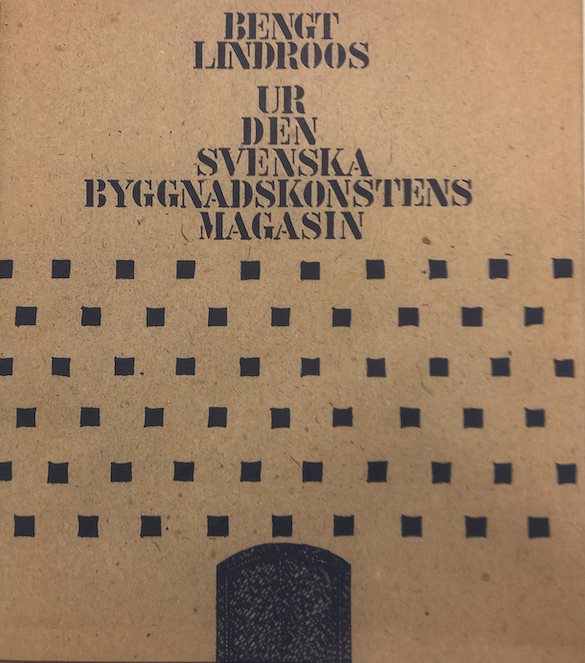 BENGT
LINDROOS
UR
DEN
SVENSKA
BYGGNADSKONSTENS
MAGASIN